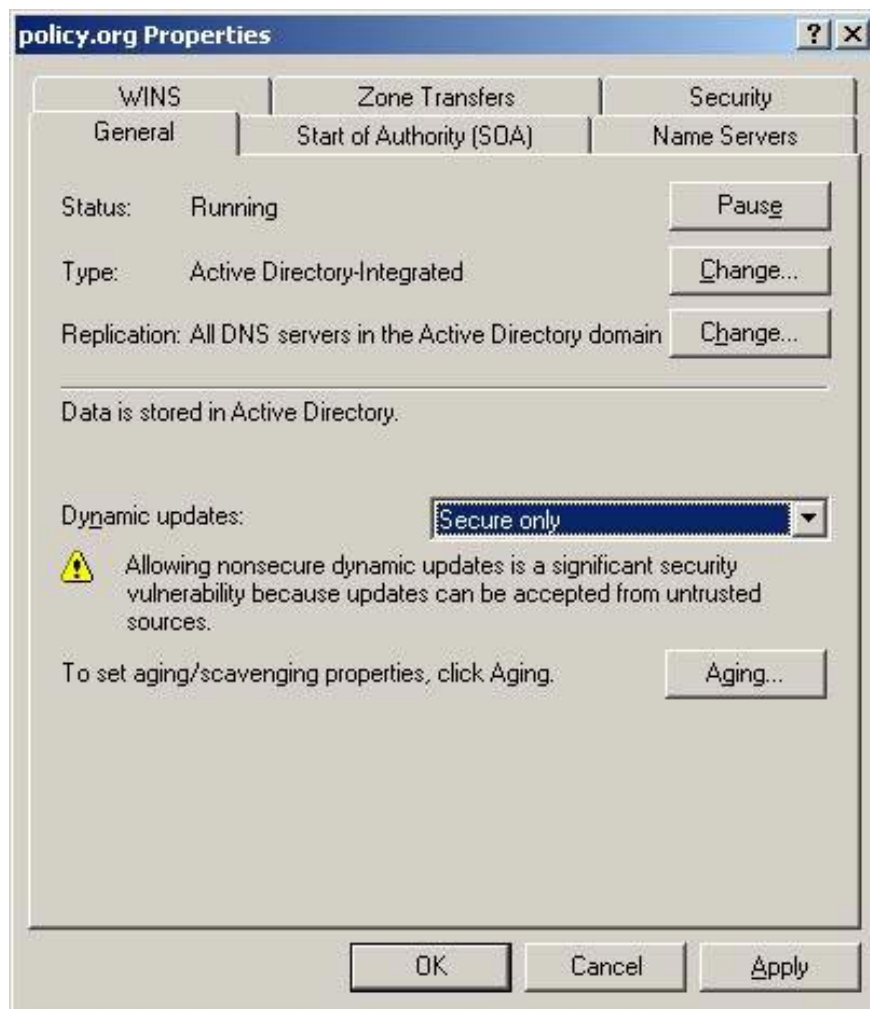 policy.org Properties
WINS
Zone Transfers
Security
General
Start of Authority (SOA)
Name Servers
Status: Running
Pause
Type: Active Directory-Integrated
Change...
Replication: All DNS servers in the Active Directory domain
Change...
Data is stored in Active Directory.
Dynamic updates:
Secure only
Allowing nonsecure dynamic updates is a significant security
vulnerability because updates can be accepted from untrusted
sources.
To set aging/scavenging properties, click Aging.
Aging...
OK
Cancel
Apply